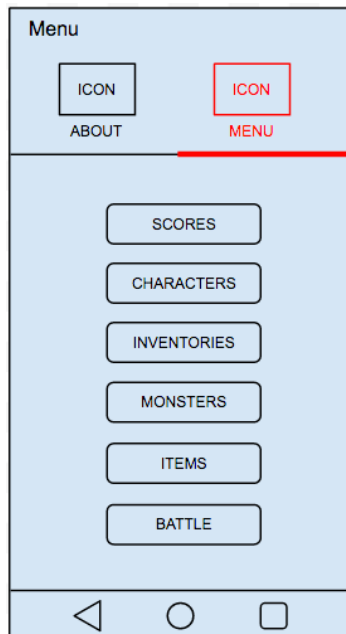 Menu
ICON ICON
ABOUT MENU
SCORES
CHARACTERS
INVENTORIES
MONSTERS
ITEMS
BATTLE